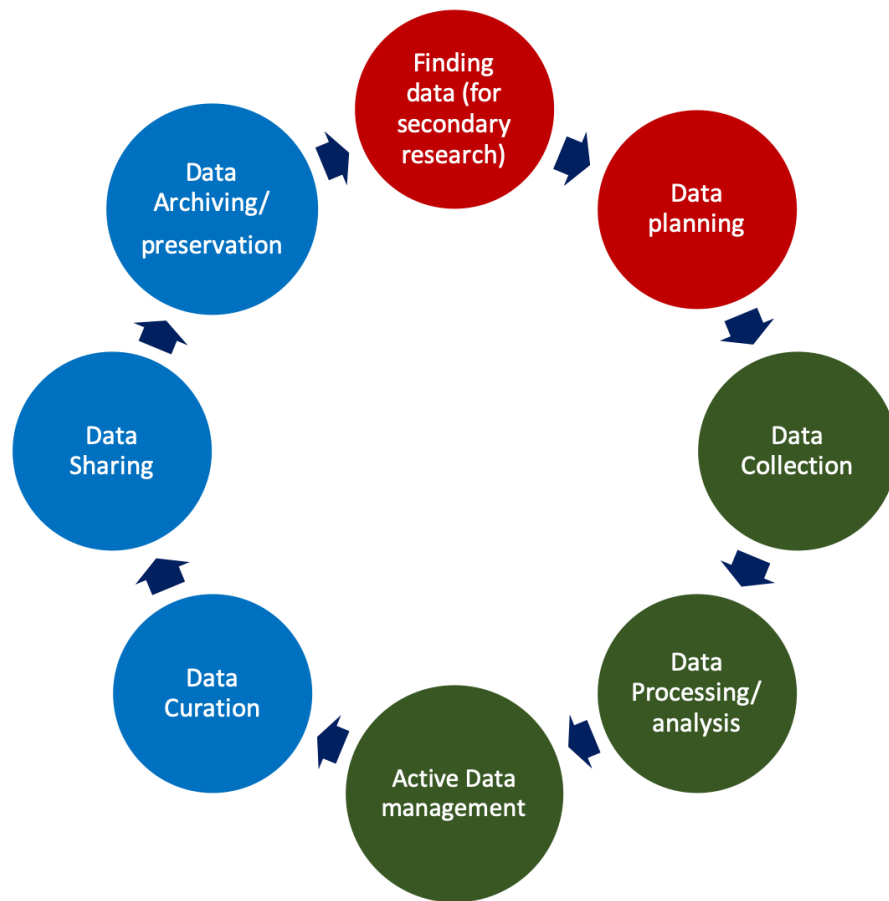 Finding
data (for
secondary
research)
Data
planning
Data
Collection
Data
Processing/
analysis
Active Data
management
Data
Curation
Data
Sharing
Data
Archiving/
preservation